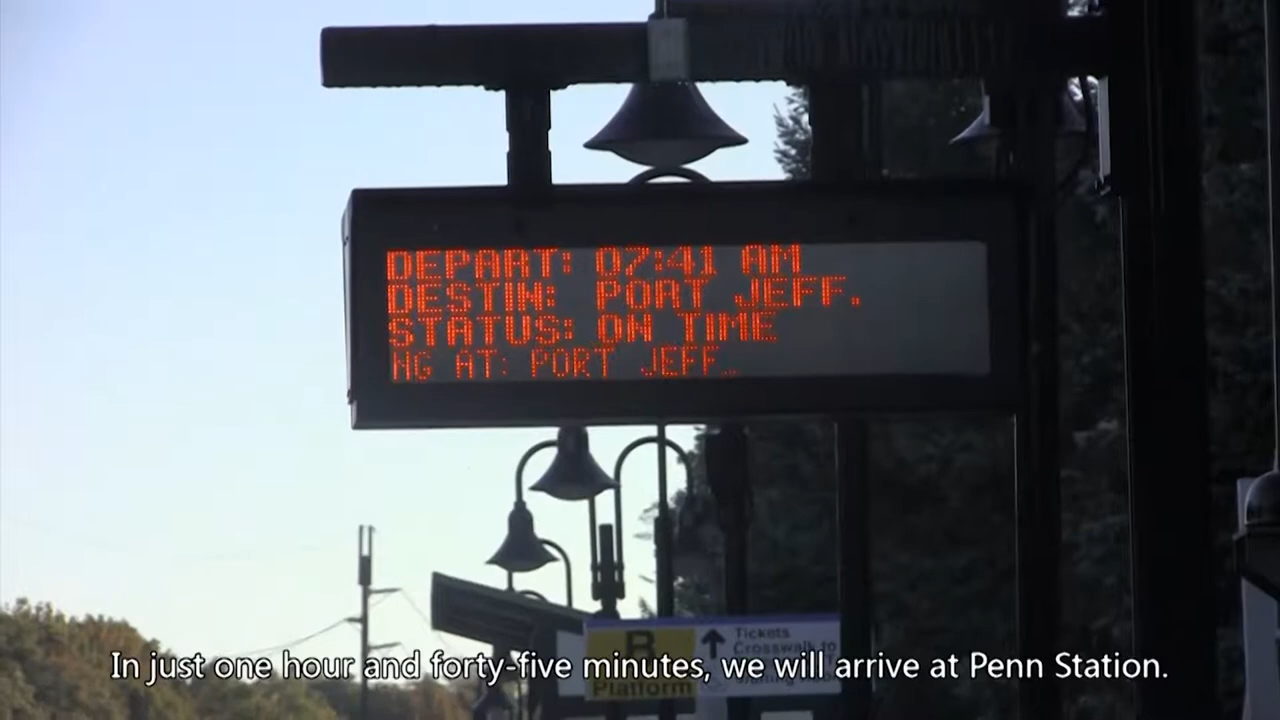 DEPART: 07:41 AM
DESTIN: PORT JEFF.
STATUS: ON TIME
NG AT: PORT JEFF
B
Platform
Tickets
Crosswalk to
In just one hour and forty-five minutes, we will arrive at Penn Station.